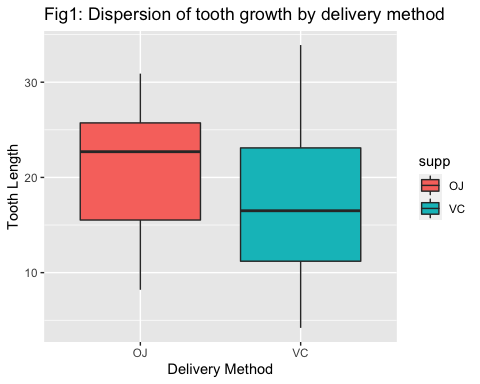 Fig1: Dispersion of tooth growth by delivery method
Tooth Length
30
20
10
OJ
VC
Delivery Method
supp
OJ
VC